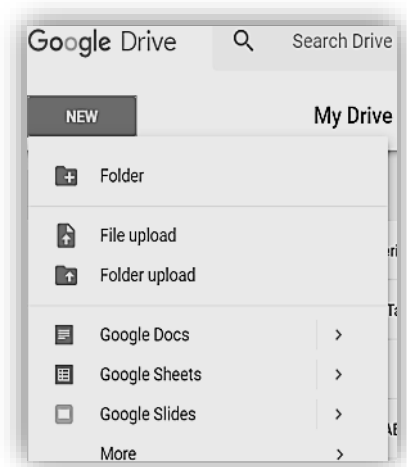 Google Drive Search Drive
NEW My Drive
Folder
File upload
Folder upload
Google Docs
Google Sheets
Google Slides
More